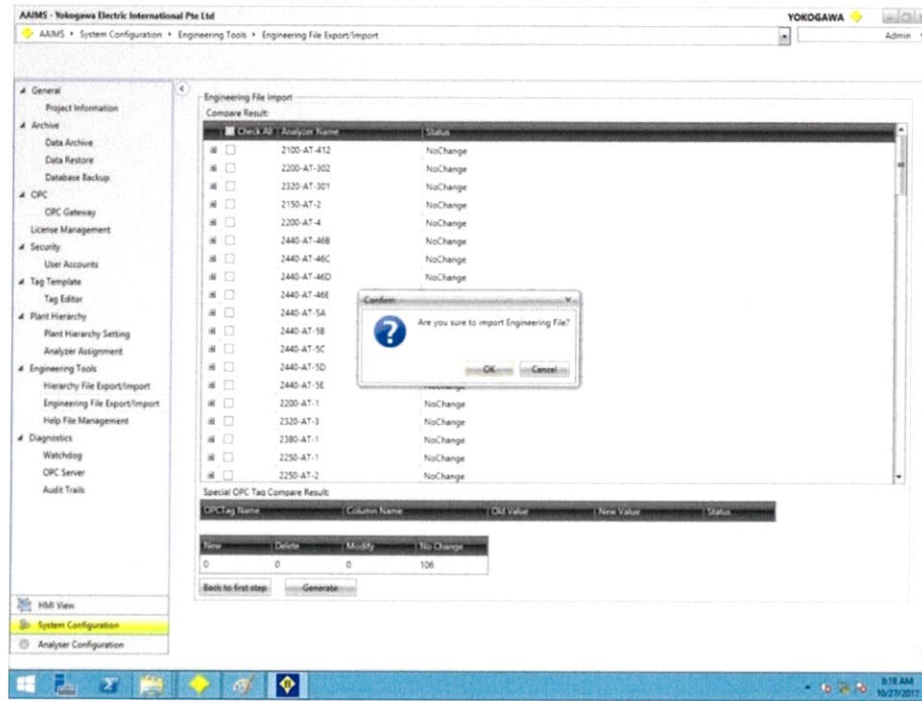 AAIMS - Yokogawa Electric International Pte Ltd
YOKOGAWA
AAIMS • System Configuration • Engineering Tools • Engineering File Export/Import
Admin
General
Project Information
Archive
Data Archive
Data Restore
Database Backup
OPC
OPC Gateway
License Management
Security
User Accounts
Tag Template
Tag Editor
Plant Hierarchy
Plant Hierarchy Setting
Analyzer Assignment
Engineering Tools
Hierarchy File Export/Import
Engineering File Export/Import
Help File Management
Diagnostics
Watchdog
OPC Server
Audit Trails
HMI View
System Configuration
Analyser Configuration
Engineering File Import
Compare Result:
Check All Analyzer Name Status
2100-AT-412 NoChange
2200-AT-302 NoChange
2320-AT-301 NoChange
2150-AT-2 NoChange
2200-AT-4 NoChange
2440-AT-46B NoChange
2440-AT-46C NoChange
2440-AT-46D NoChange
2440-AT-46E
2440-AT-5A
2440-AT-5B
2440-AT-5C
2440-AT-5D
2440-AT-5E
2200-AT-1 NoChange
2320-AT-3 NoChange
2380-AT-1 NoChange
2250-AT-1 NoChange
2250-AT-2 NoChange
Confirm
Are you sure to import Engineering File?
OK Cancel
Special OPC Tag Compare Result:
OPCTag Name Column Name Old Value New Value Status
New Delete Modify No Change
0 0 0 106
Back to first step Generate
8:18 AM
10/27/2017